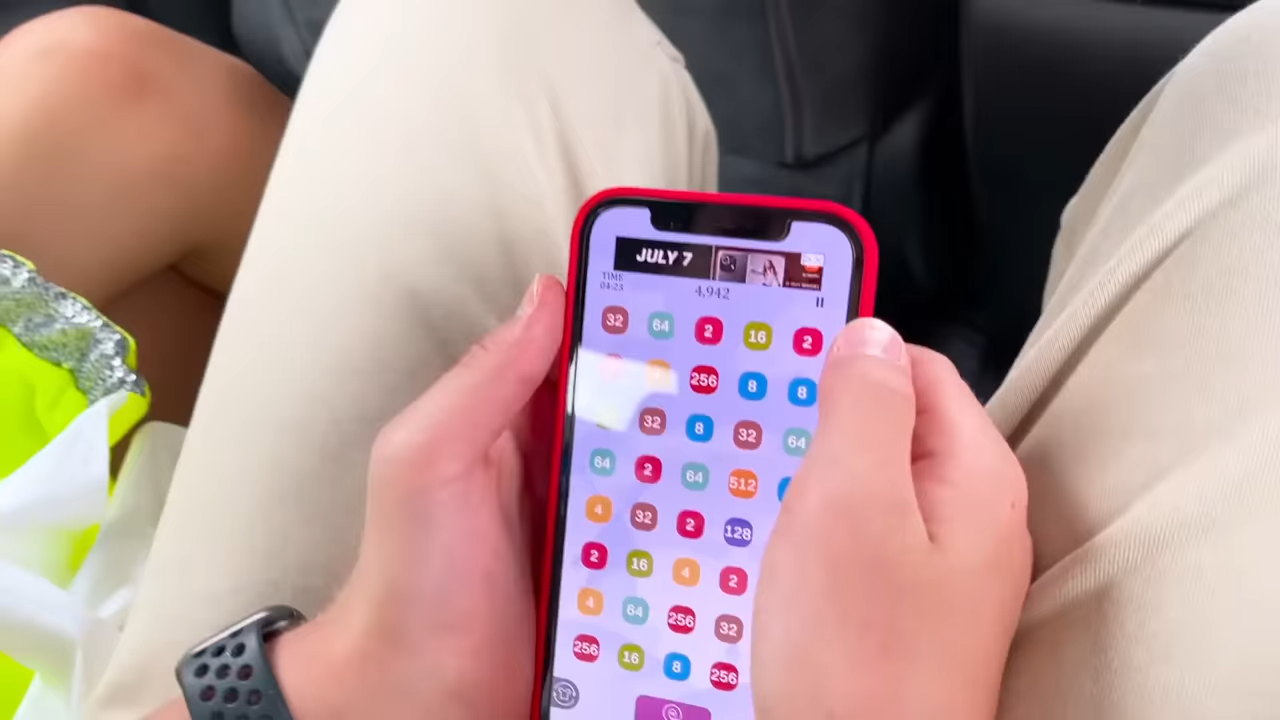 JULY 7
TIME
04:23
4,942
32 64 2 16 2
256 8 8
32 8 32 64
64 2 64 512
4 32 2 128
2 16 4 2
4 64 256 32
256 16 8 256